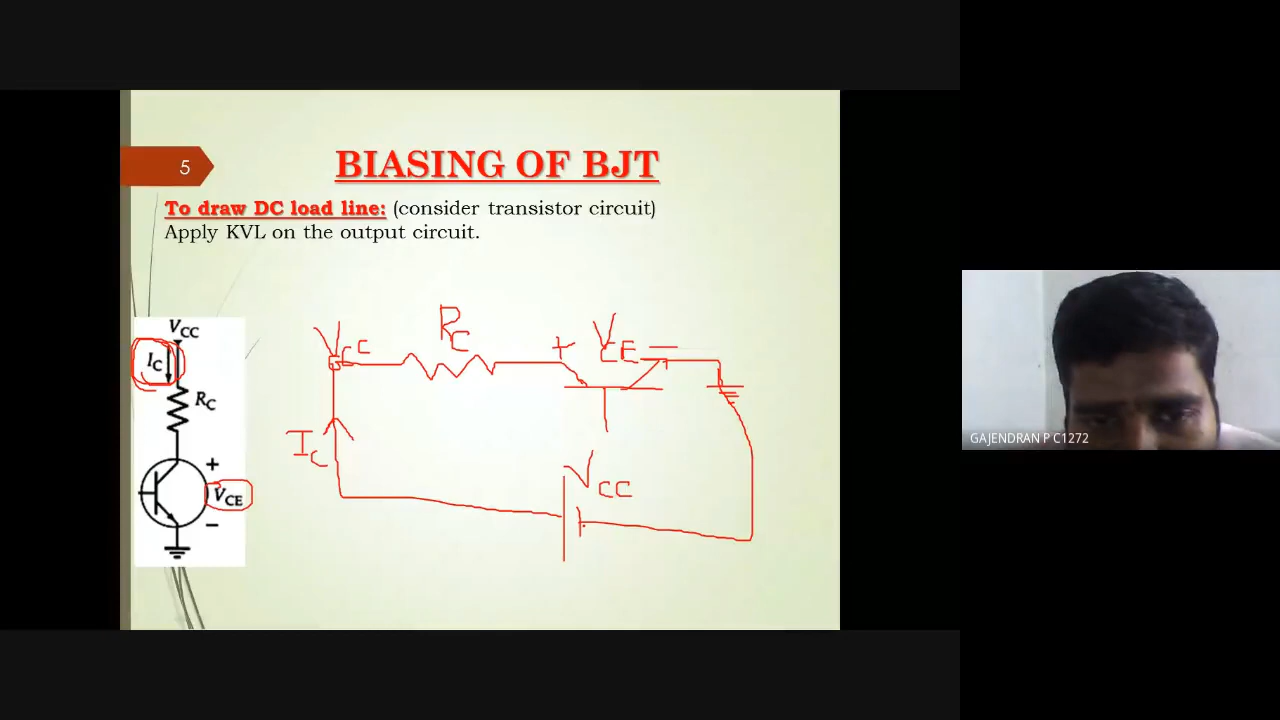 5
BIASING OF BJT
To draw DC load line: (consider transistor circuit)
Apply KVL on the output circuit.
VCC
IC
RC
+
VCE
−
VCC
RC
+ VCE −
IC
VCC
GAJENDRAN P C1272